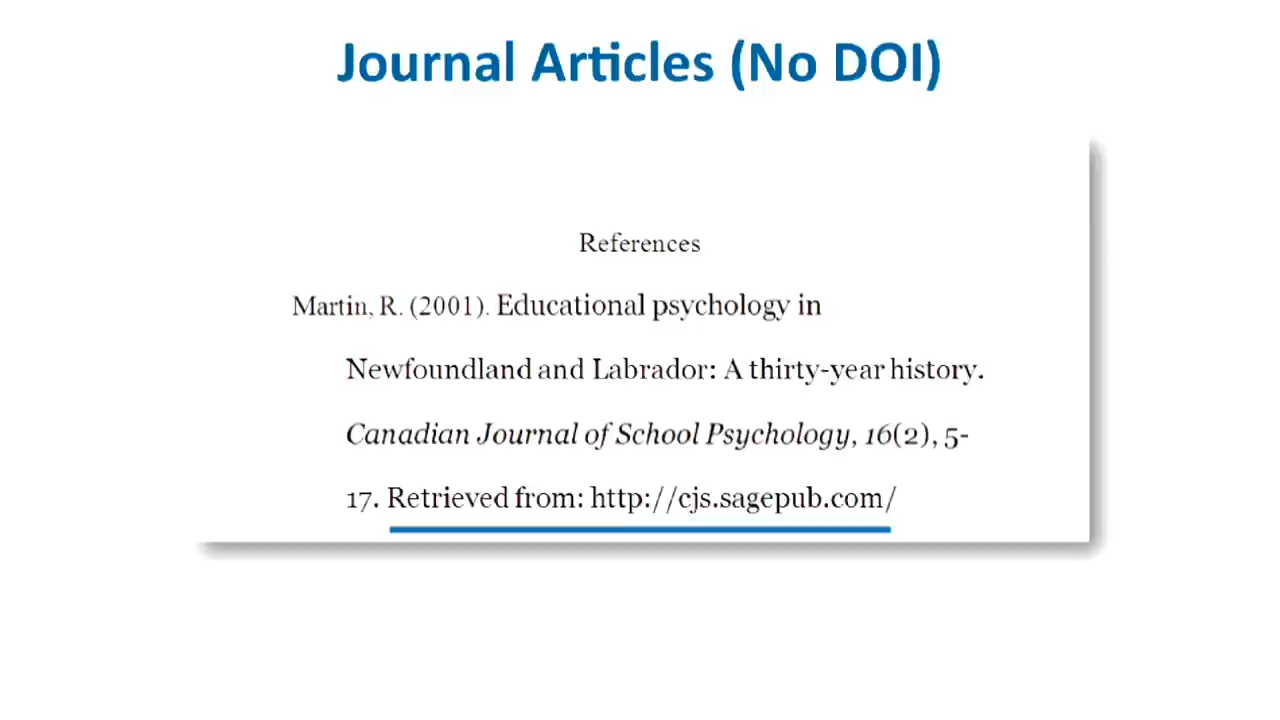 Journal Articles (No DOI)
References
Martin, R. (2001). Educational psychology in
Newfoundland and Labrador: A thirty-year history.
Canadian Journal of School Psychology, 16(2), 5-
17. Retrieved from: http://cjs.sagepub.com/